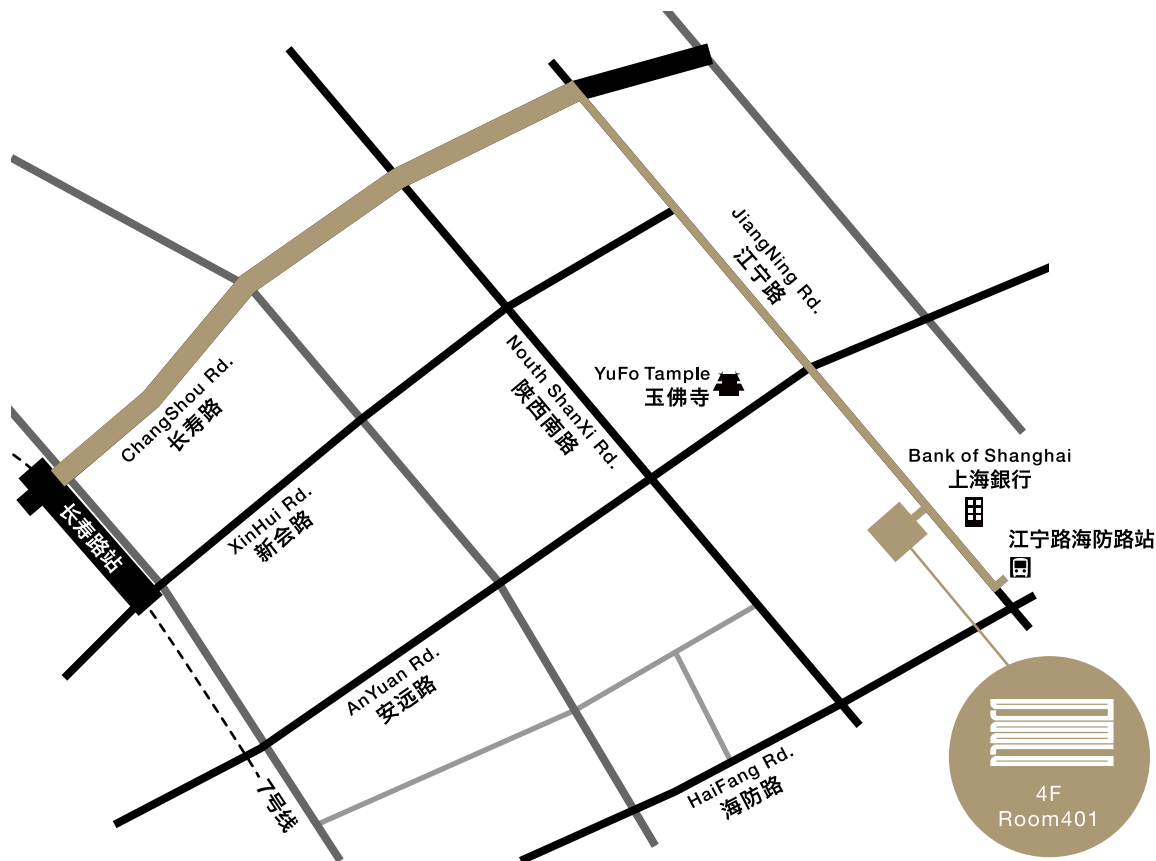 JiangNing Rd.
江宁路
ChangShou Rd.
长寿路
Nouth ShanXi Rd.
陕西南路
YuFo Tample
玉佛寺
Bank of Shanghai
上海銀行
江宁路海防路站
长寿路站
XinHui Rd.
新会路
AnYuan Rd.
安远路
7号线
HaiFang Rd.
海防路
4F
Room401